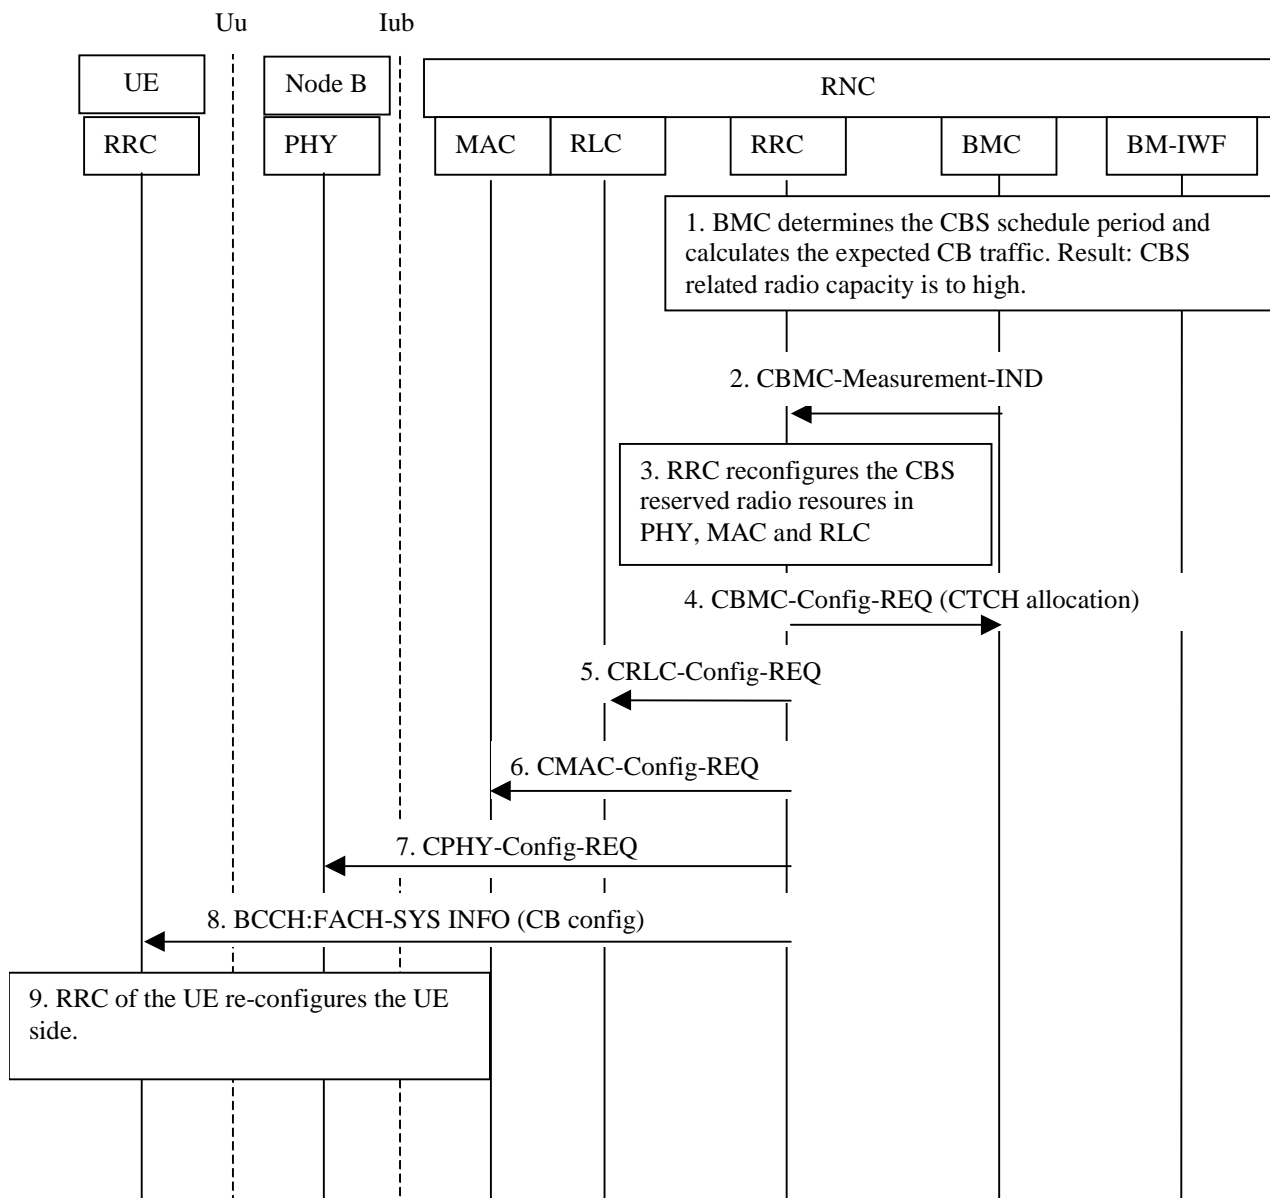 Uu
Iub
UE
Node B
RNC
RRC
PHY
MAC
RLC
RRC
BMC
BM-IWF
1. BMC determines the CBS schedule period and
calculates the expected CB traffic. Result: CBS
related radio capacity is to high.
2. CBMC-Measurement-IND
3. RRC reconfigures the CBS
reserved radio resoures in
PHY, MAC and RLC
4. CBMC-Config-REQ (CTCH allocation)
5. CRLC-Config-REQ
6. CMAC-Config-REQ
7. CPHY-Config-REQ
8. BCCH:FACH-SYS INFO (CB config)
9. RRC of the UE re-configures the UE
side.